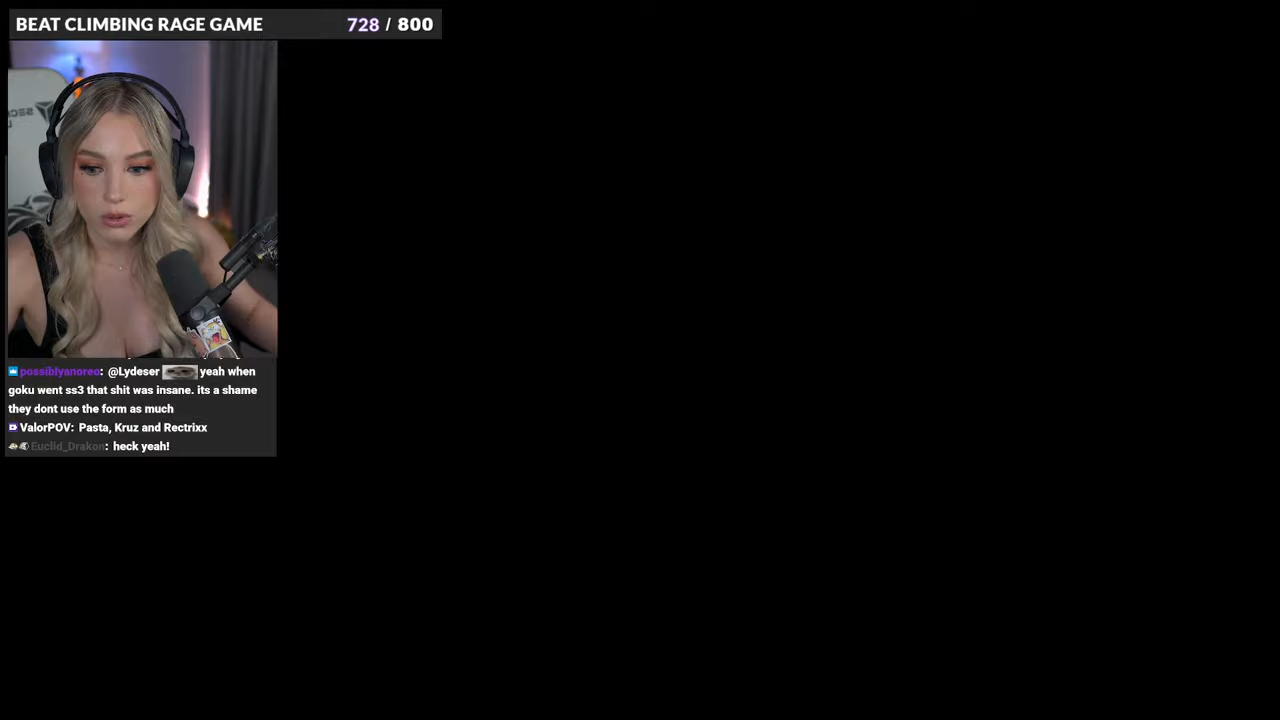 BEAT CLIMBING RAGE GAME 728 / 800
possiblyanoreo: @Lydeser yeah when
goku went ss3 that shit was insane. its a shame
they dont use the form as much
ValorPOV: Pasta, Kruz and Rectrixx
Euclid_Drakon: heck yeah!